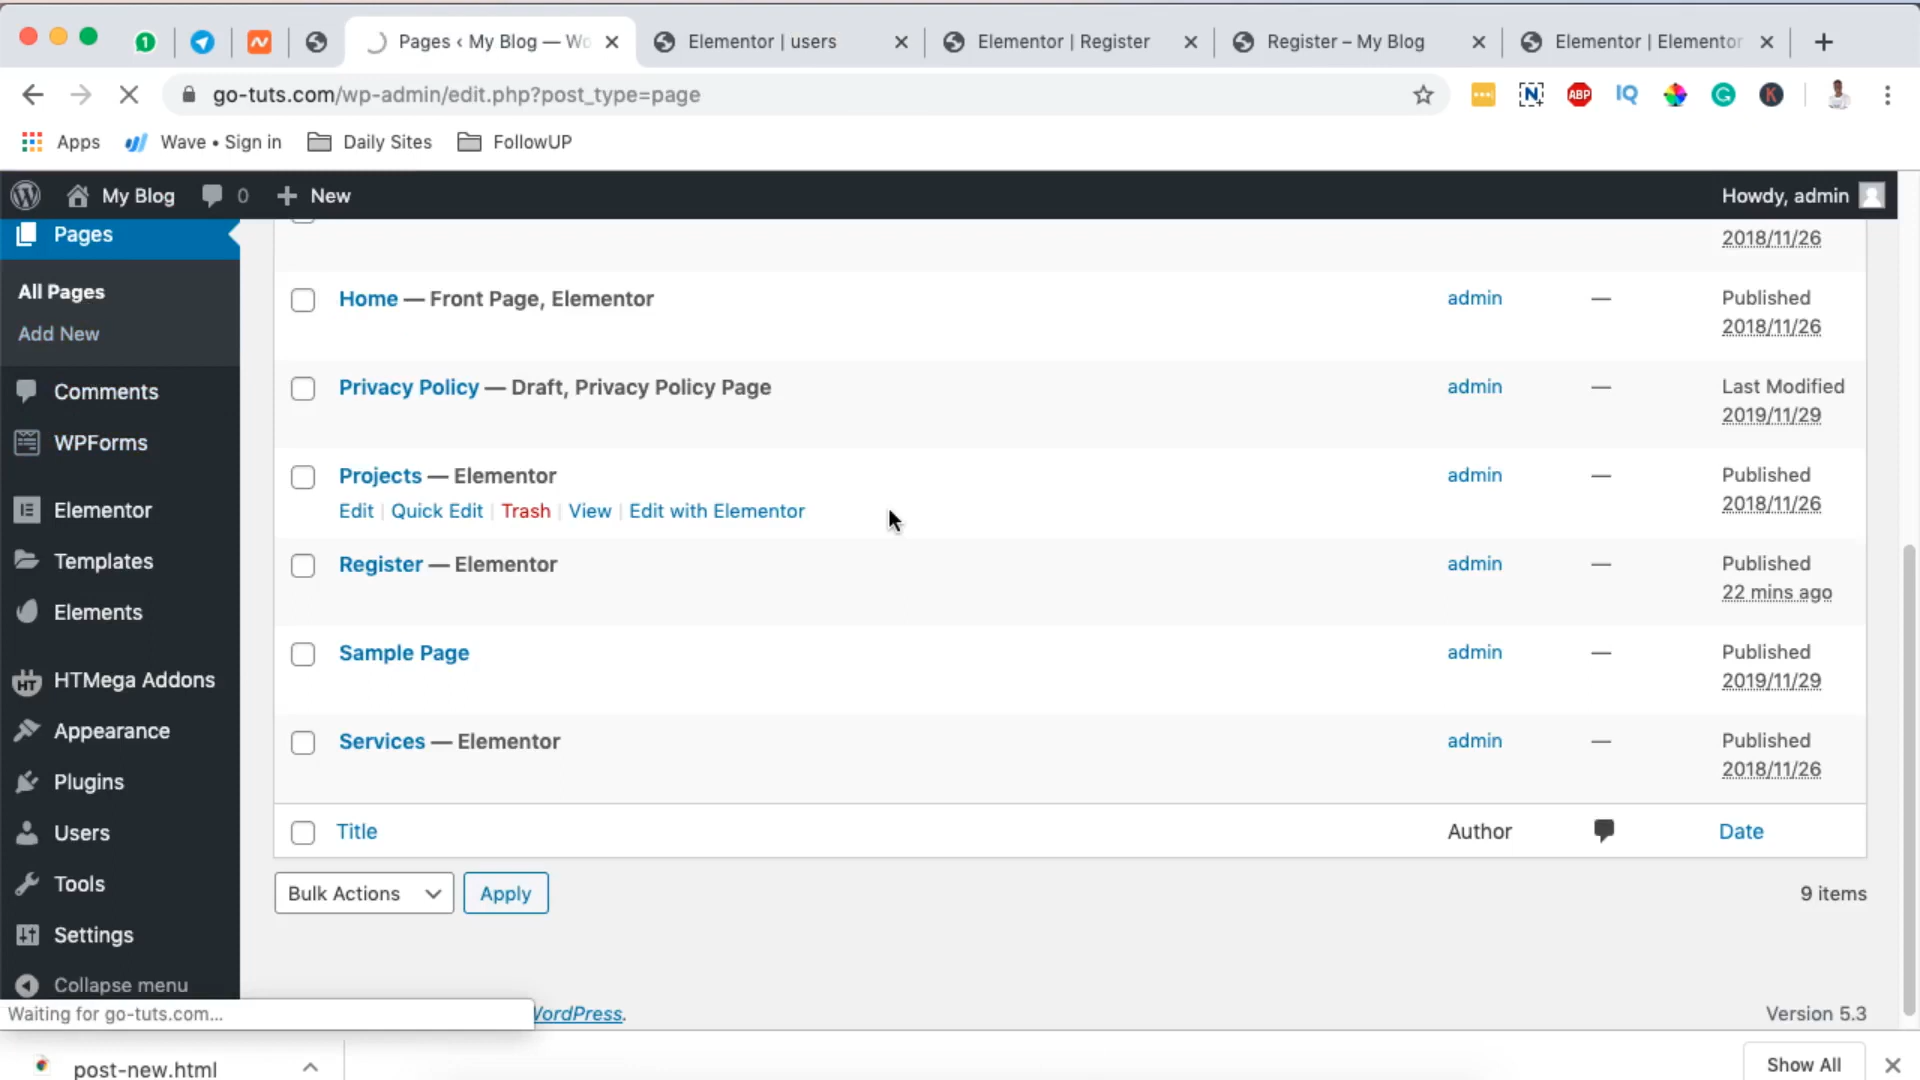 1
Pages ‹ My Blog — Wo
Elementor | users
Elementor | Register
Register – My Blog
Elementor | Elementor
go-tuts.com/wp-admin/edit.php?post_type=page
N
ABP
IQ
G
K
Apps
Wave • Sign in
Daily Sites
FollowUP
My Blog
0
New
Howdy, admin
Pages
2018/11/26
All Pages
Add New
Home — Front Page, Elementor
admin
—
Published
2018/11/26
Privacy Policy — Draft, Privacy Policy Page
admin
—
Last Modified
2019/11/29
Comments
WPForms
Projects — Elementor
Edit | Quick Edit | Trash | View | Edit with Elementor
admin
—
Published
2018/11/26
Elementor
Templates
Register — Elementor
admin
—
Published
22 mins ago
Elements
Sample Page
admin
—
Published
2019/11/29
HT
HTMega Addons
Appearance
Services — Elementor
admin
—
Published
2018/11/26
Plugins
Users
Title
Author
Date
Tools
Bulk Actions
Apply
9 items
Settings
Collapse menu
Waiting for go-tuts.com...
WordPress.
Version 5.3
post-new.html
Show All